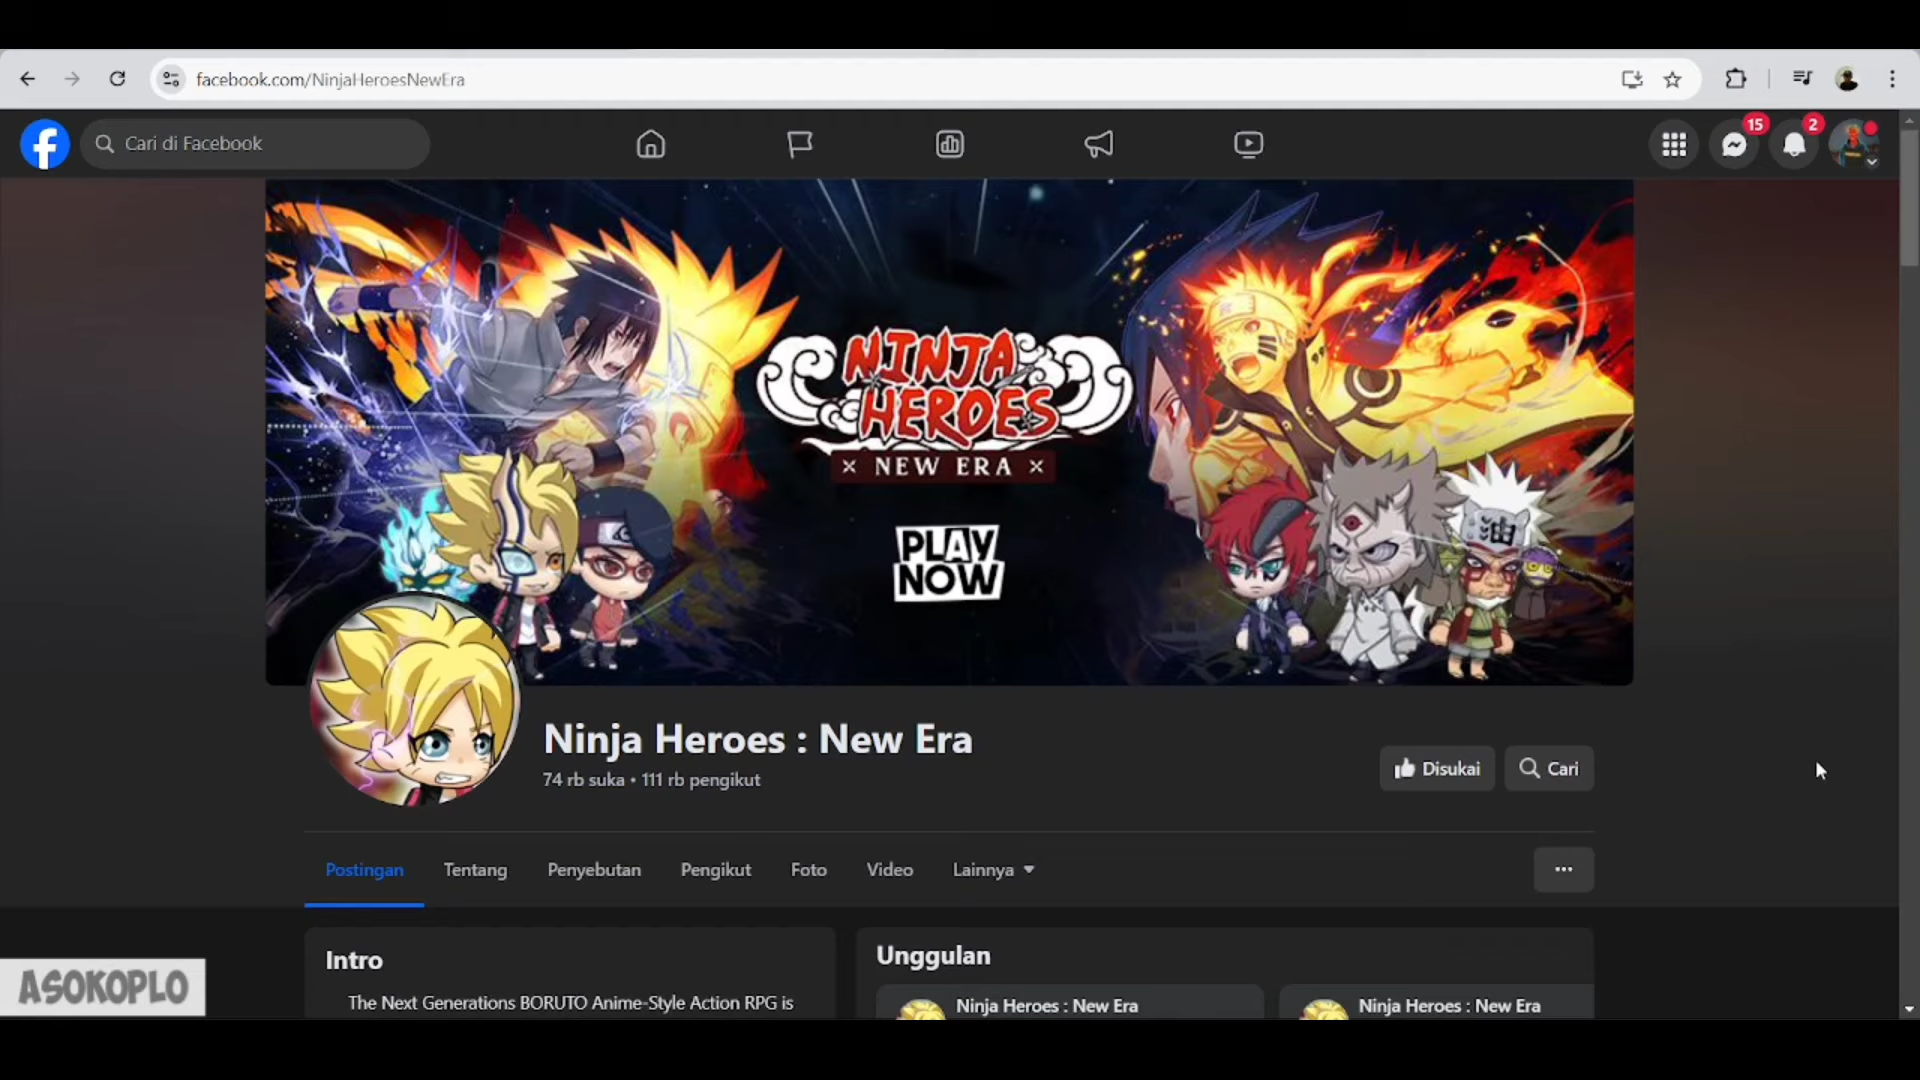 facebook.com/NinjaHeroesNewEra
Cari di Facebook
15
2
NINJA
HEROES
× NEW ERA ×
PLAY
NOW
油
Ninja Heroes : New Era
74 rb suka • 111 rb pengikut
Disukai
Cari
Postingan
Tentang
Penyebutan
Pengikut
Foto
Video
Lainnya
Intro
The Next Generations BORUTO Anime-Style Action RPG is
Unggulan
Ninja Heroes : New Era
Ninja Heroes : New Era
ASOKOPLO